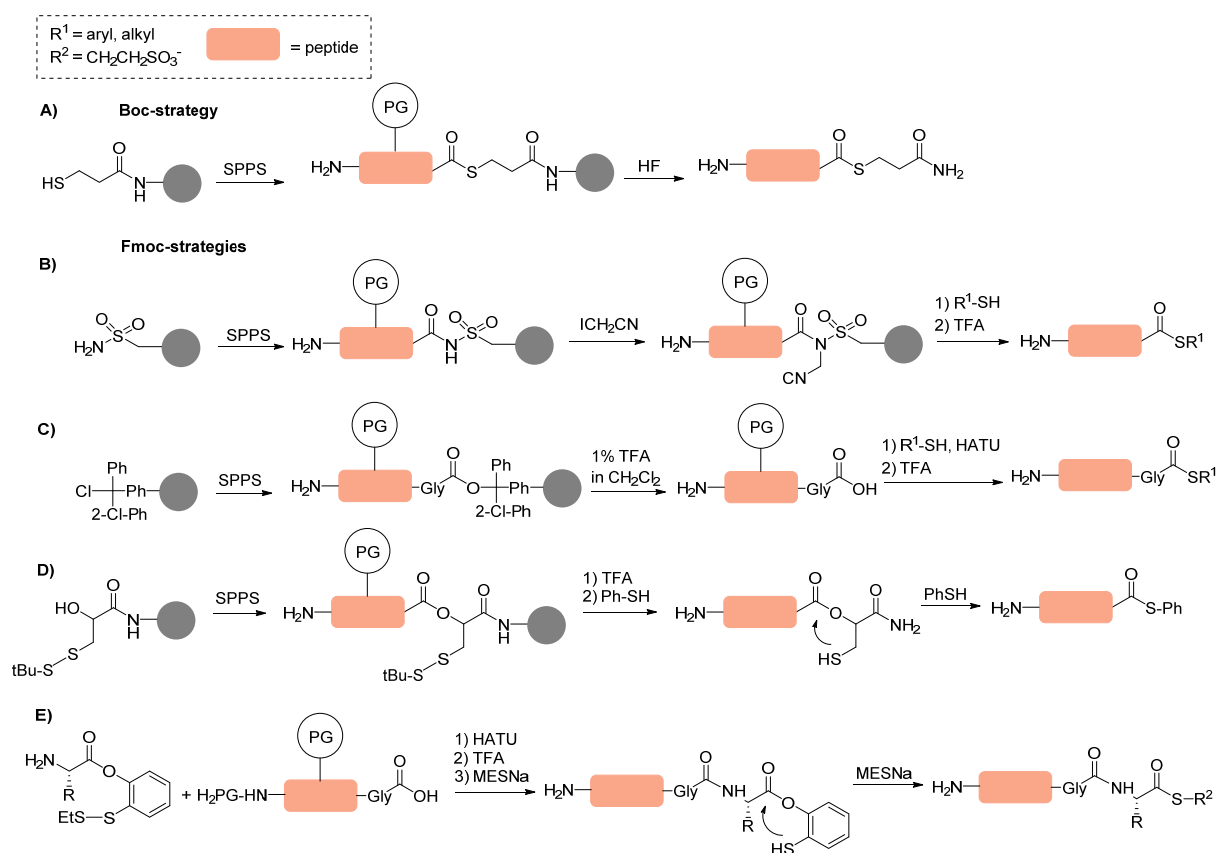 R¹ = aryl, alkyl
R² = CH₂CH₂SO₃⁻
= peptide
A) Boc-strategy
PG
HS O N H
SPPS
H₂N O S O N H
HF
H₂N O S O NH₂
Fmoc-strategies
B)
PG PG
O O S H₂N
SPPS
H₂N O N H O O S
ICH₂CN
H₂N O N O O S CN
1) R¹-SH
2) TFA
H₂N O SR¹
C)
PG PG
Cl Ph Ph 2-Cl-Ph
SPPS
H₂N Gly O O Ph Ph 2-Cl-Ph
1% TFA
in CH₂Cl₂
H₂N Gly O OH
1) R¹-SH, HATU
2) TFA
H₂N Gly O SR¹
D)
PG
HO O N H S tBu-S
SPPS
H₂N O O O N H S tBu-S
1) TFA
2) Ph-SH
H₂N O O O NH₂ HS
PhSH
H₂N O S-Ph
E)
PG
H₂N O O R EtS S
+ H₂PG-HN Gly O OH
1) HATU
2) TFA
3) MESNa
H₂N Gly O N H O O R HS
MESNa
H₂N Gly O N H O S-R² R